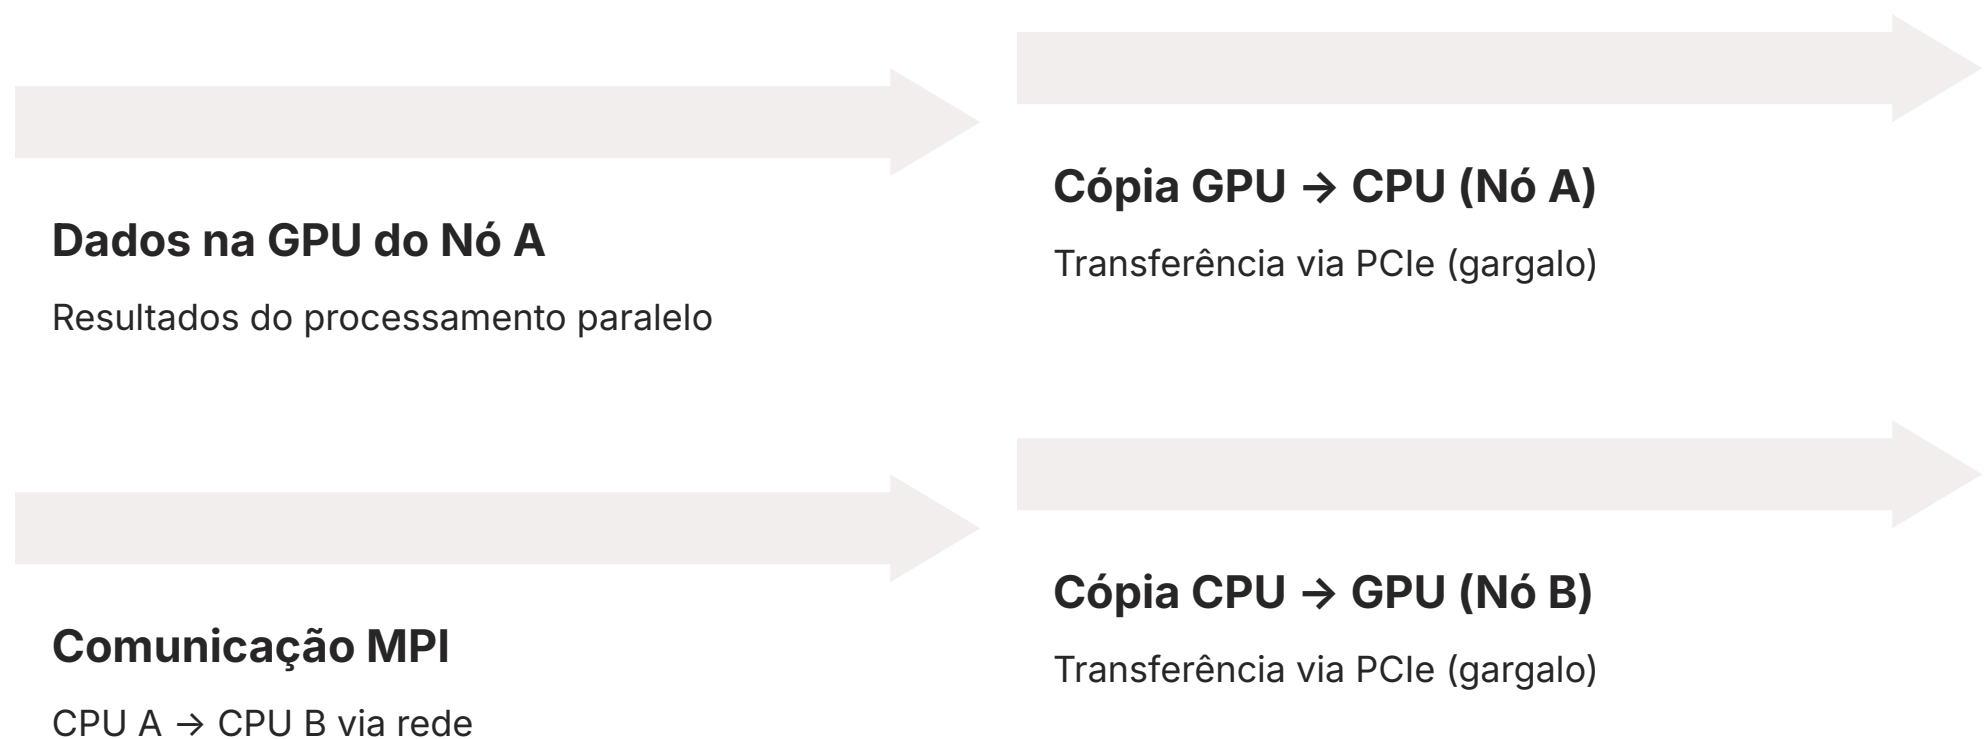 Dados na GPU do Nó A
Resultados do processamento paralelo
Cópia GPU → CPU (Nó A)
Transferência via PCIe (gargalo)
Comunicação MPI
CPU A → CPU B via rede
Cópia CPU → GPU (Nó B)
Transferência via PCIe (gargalo)